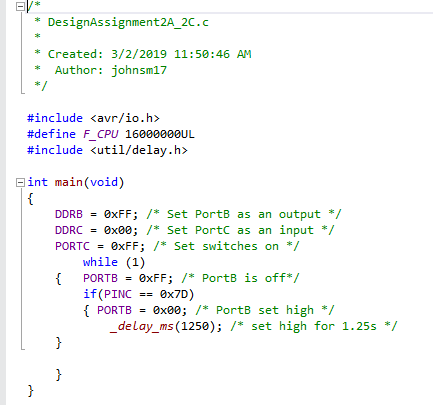 /*
 * DesignAssignment2A_2C.c
 *
 * Created: 3/2/2019 11:50:46 AM
 *  Author: johnsm17
 */

#include <avr/io.h>
#define F_CPU 16000000UL
#include <util/delay.h>

int main(void)
{
    DDRB = 0xFF; /* Set PortB as an output */
    DDRC = 0x00; /* Set PortC as an input */
    PORTC = 0xFF; /* Set switches on */
        while (1)
    {   PORTB = 0xFF; /* PortB is off*/
        if(PINC == 0x7D)
        { PORTB = 0x00; /* PortB set high */
            _delay_ms(1250); /* set high for 1.25s */
    }

    }
}